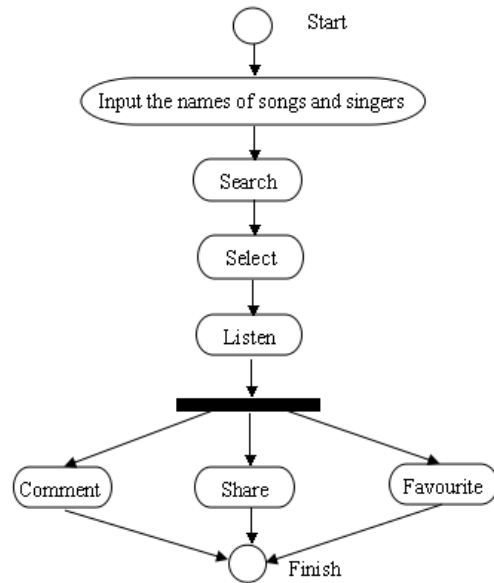 Start
Input the names of songs and singers
Search
Select
Listen
Comment
Share
Favourite
Finish